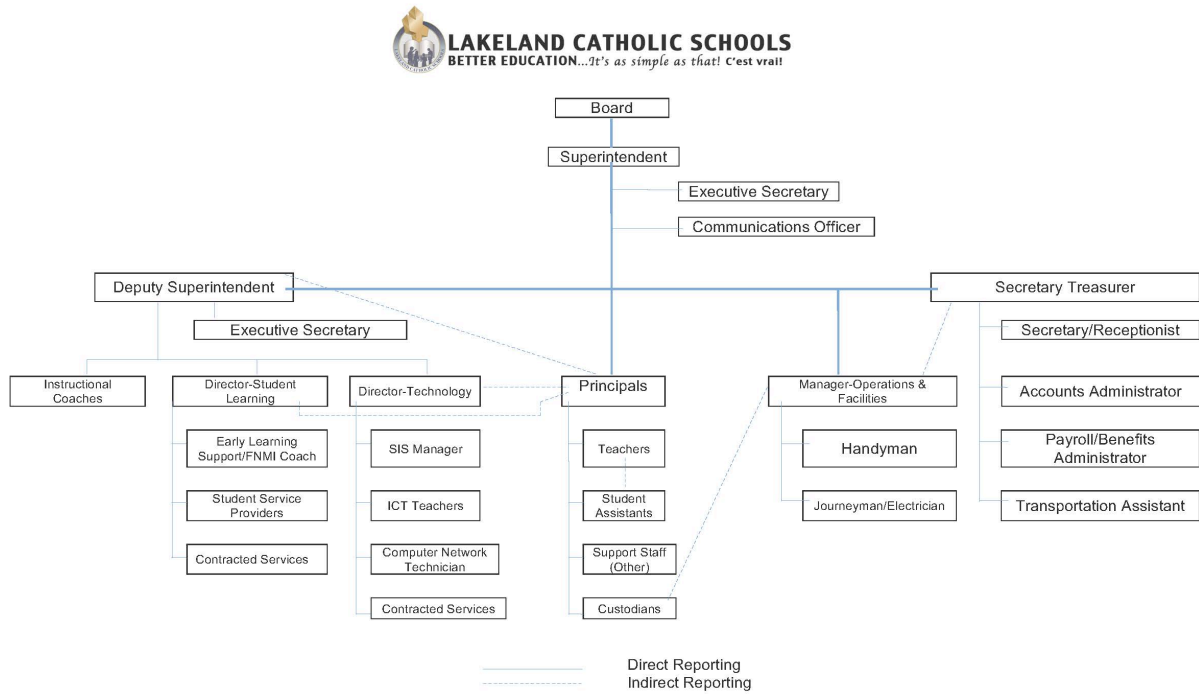 LAKELAND CATHOLIC SCHOOLS
BETTER EDUCATION...It's as simple as that! C'est vrai!
Board
Superintendent
Executive Secretary
Communications Officer
Deputy Superintendent
Secretary Treasurer
Executive Secretary
Secretary/Receptionist
Instructional
Coaches
Director-Student
Learning
Director-Technology
Principals
Manager-Operations &
Facilities
Accounts Administrator
Early Learning
Support/FNMI Coach
SIS Manager
Teachers
Handyman
Payroll/Benefits
Administrator
Student Service
Providers
ICT Teachers
Student
Assistants
Journeyman/Electrician
Transportation Assistant
Contracted Services
Computer Network
Technician
Support Staff
(Other)
Contracted Services
Custodians
Direct Reporting
Indirect Reporting